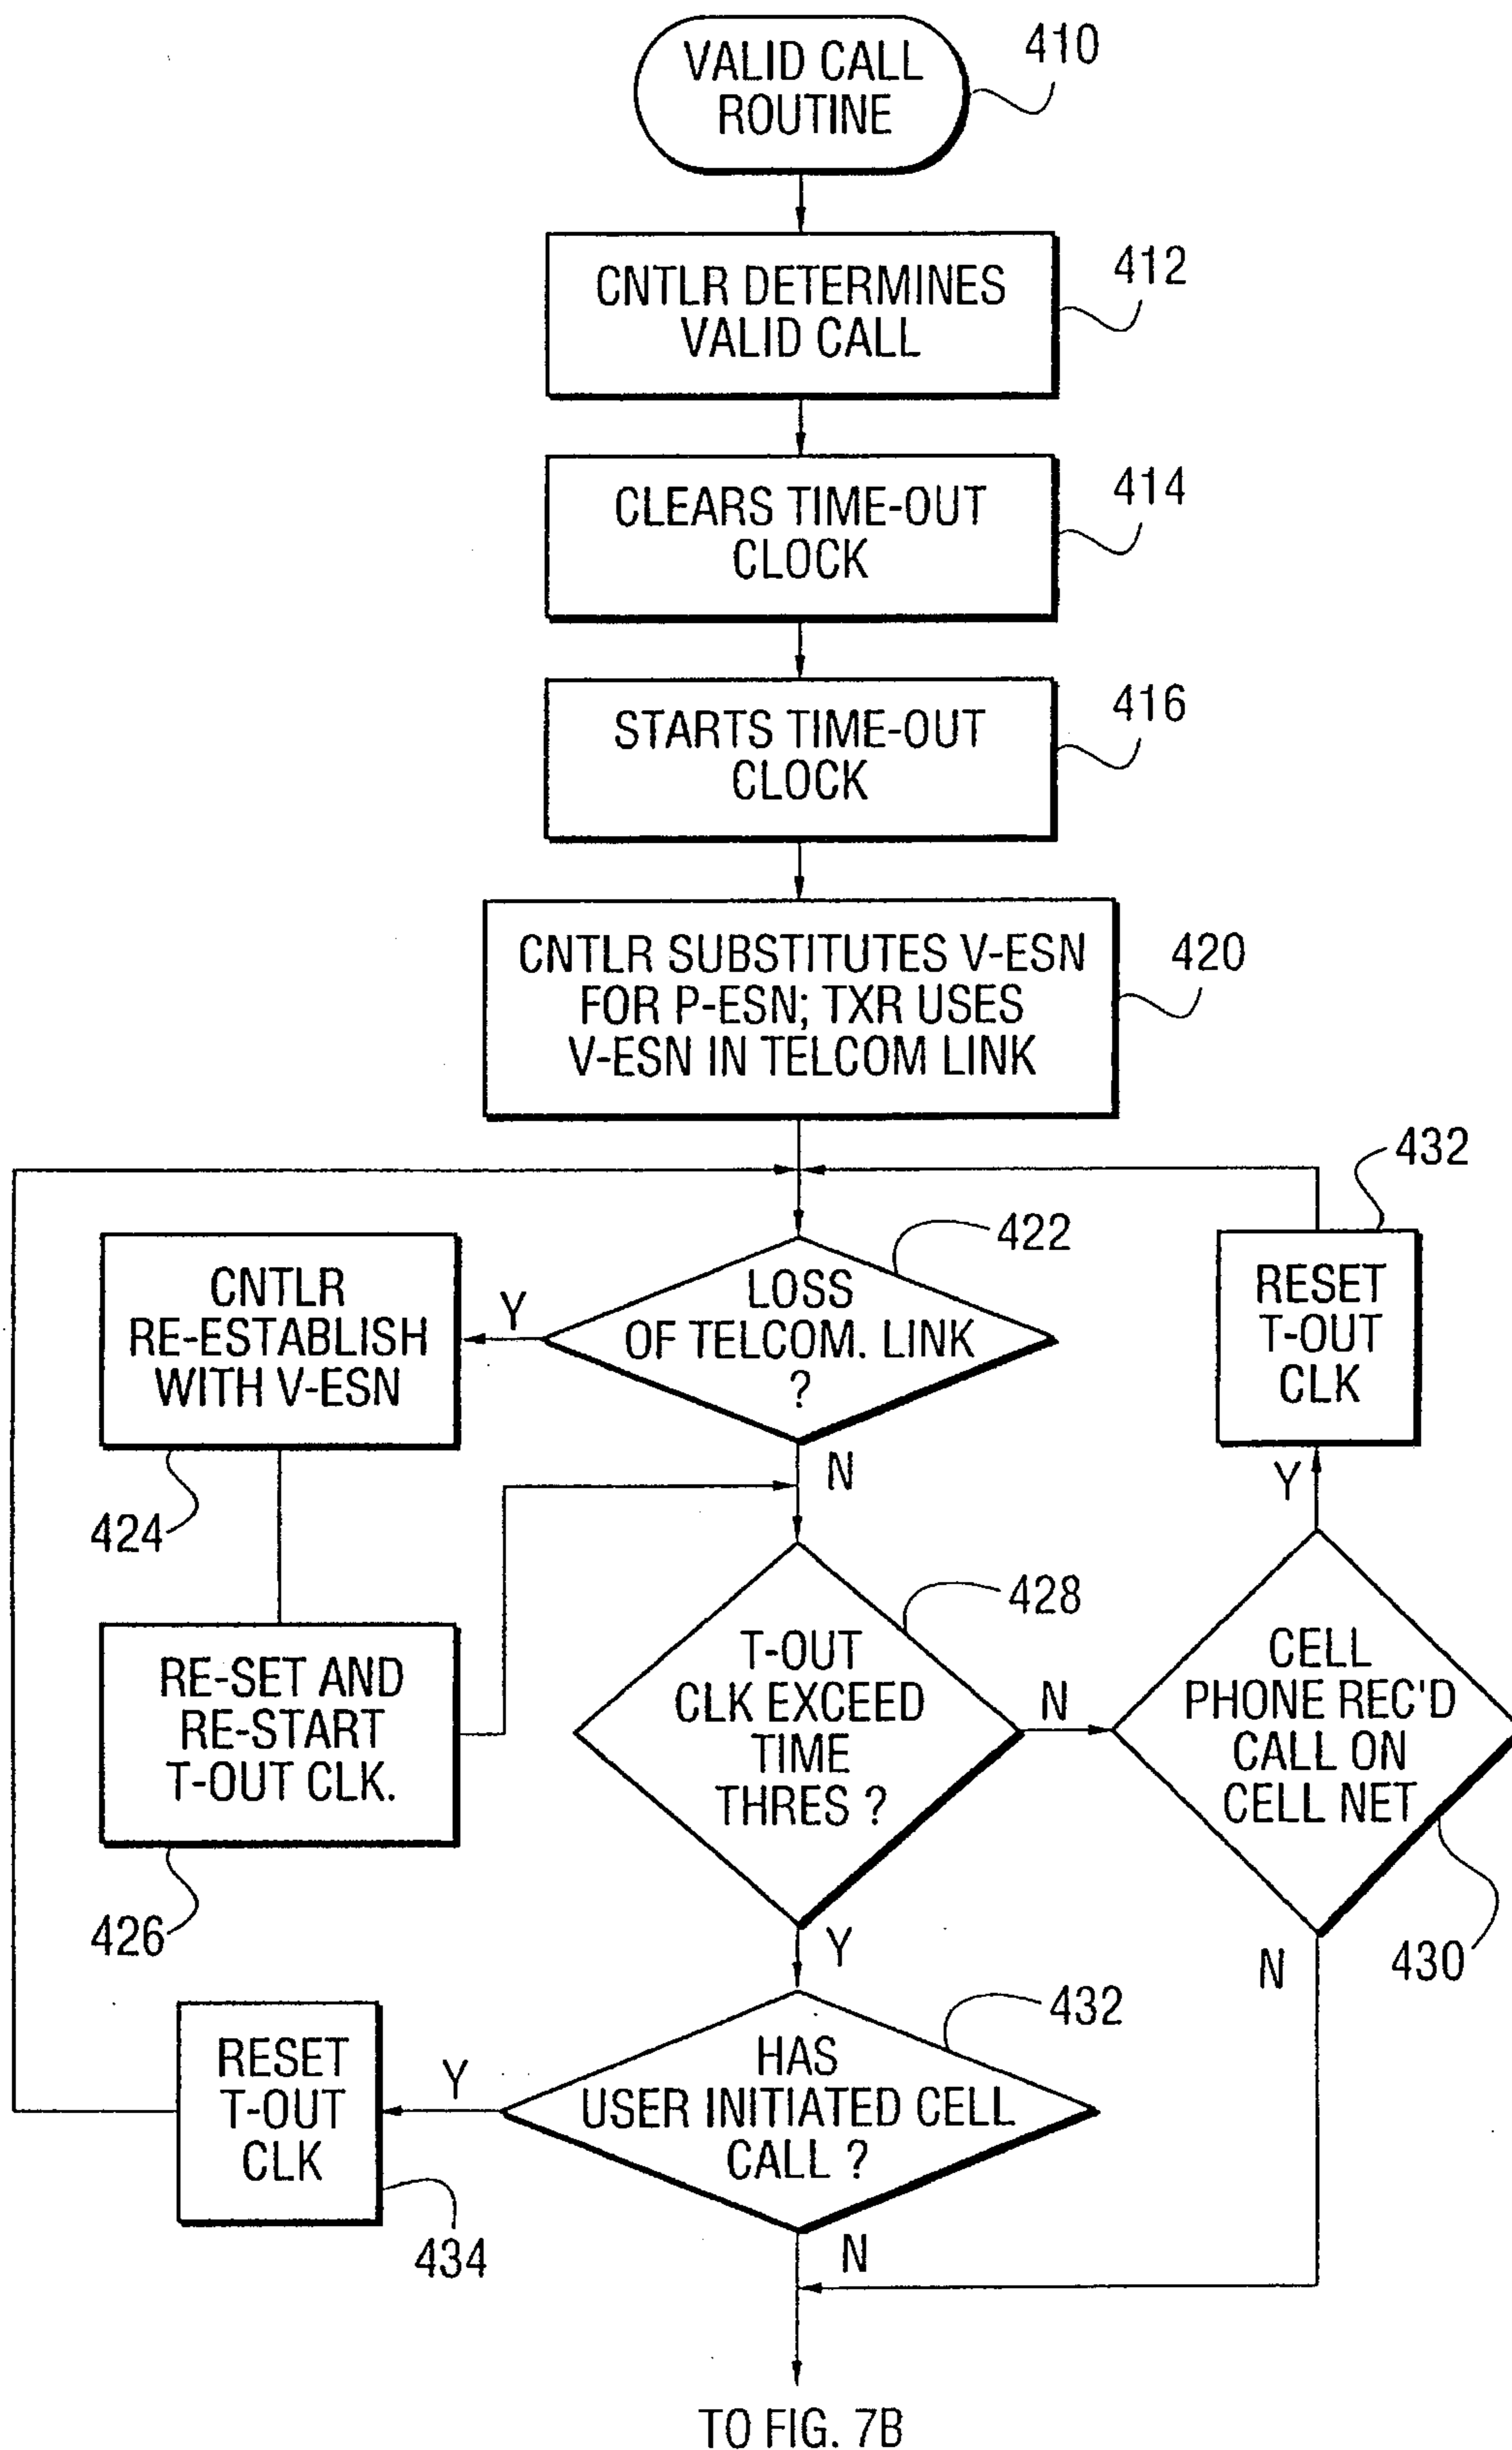 VALID CALL
ROUTINE
410
CNTLR DETERMINES
VALID CALL
412
CLEARS TIME-OUT
CLOCK
414
STARTS TIME-OUT
CLOCK
416
CNTLR SUBSTITUTES V-ESN
FOR P-ESN; TXR USES
V-ESN IN TELCOM LINK
420
432
422
LOSS
OF TELCOM. LINK
?
Y
N
CNTLR
RE-ESTABLISH
WITH V-ESN
424
RESET
T-OUT
CLK
Y
RE-SET AND
RE-START
T-OUT CLK.
426
428
T-OUT
CLK EXCEED
TIME
THRES ?
N
Y
CELL
PHONE REC'D
CALL ON
CELL NET
430
N
432
HAS
USER INITIATED CELL
CALL ?
Y
N
RESET
T-OUT
CLK
434
TO FIG. 7B